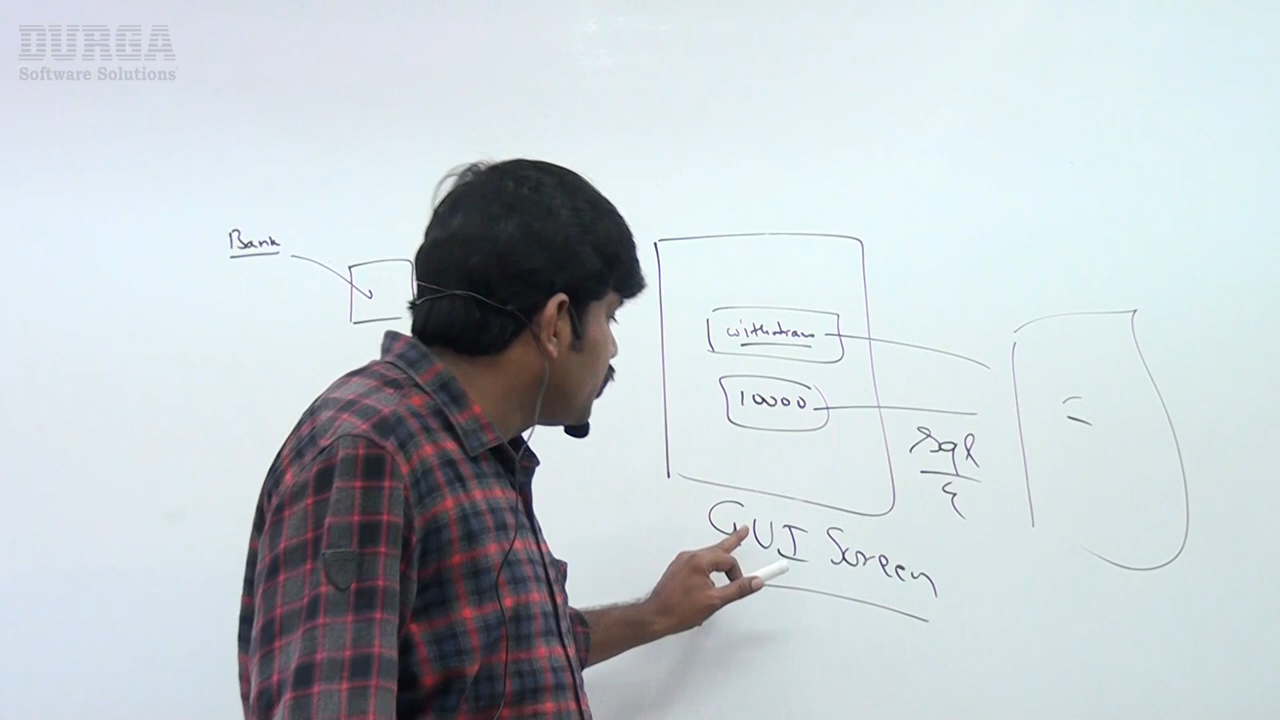 DURGA
Software Solutions
Bank
withdraw
10000
Sql
GUI Screen